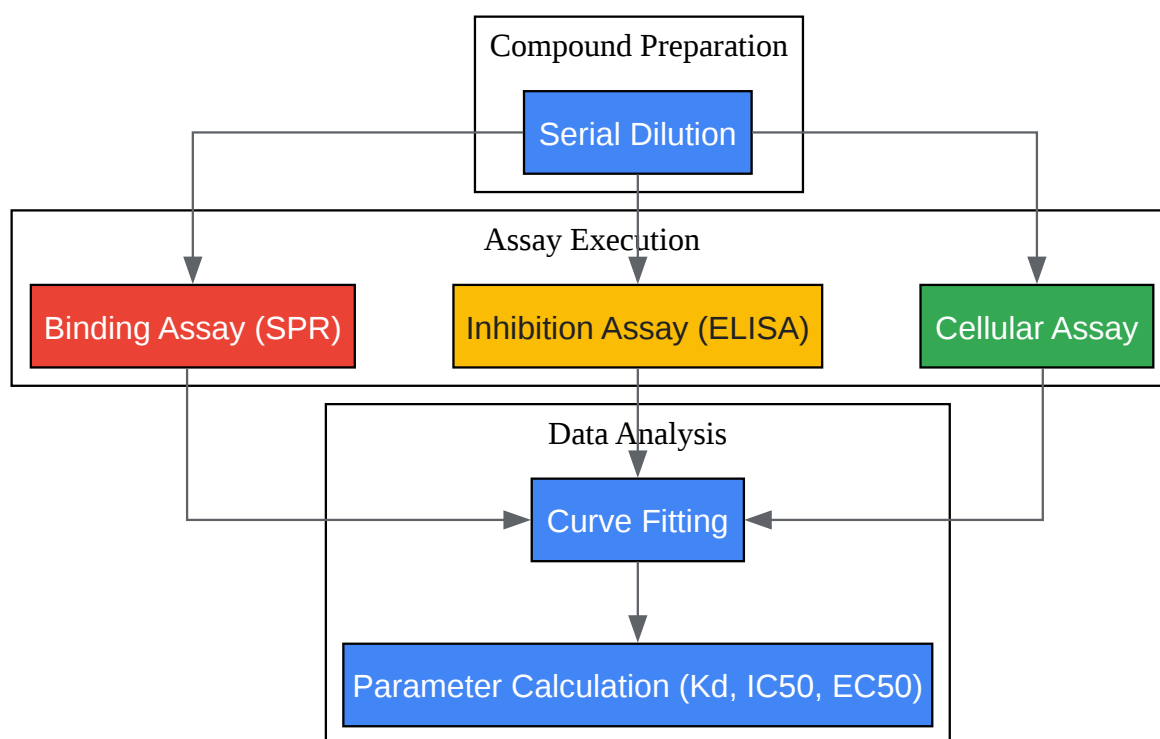 Compound Preparation
Serial Dilution
Assay Execution
Binding Assay (SPR)
Inhibition Assay (ELISA)
Cellular Assay
Data Analysis
Curve Fitting
Parameter Calculation (Kd, IC50, EC50)